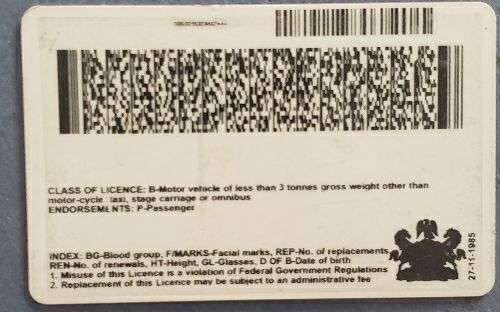 CLASS OF LICENCE: B-Motor vehicle of less than 3 tonnes gross weight other than
motor-cycle taxi, stage carriage or omnibus
ENDORSEMENTS: P-Passenger
INDEX: BG-Blood group, F/MARKS-Facial marks, REP-No. of replacements
REN-No. of renewals, HT-Height, GL-Glasses, D OF B-Date of birth
1. Misuse of this Licence is a violation of Federal Government Regulations
2. Replacement of this Licence may be subject to an administrative fee
27-11-1985